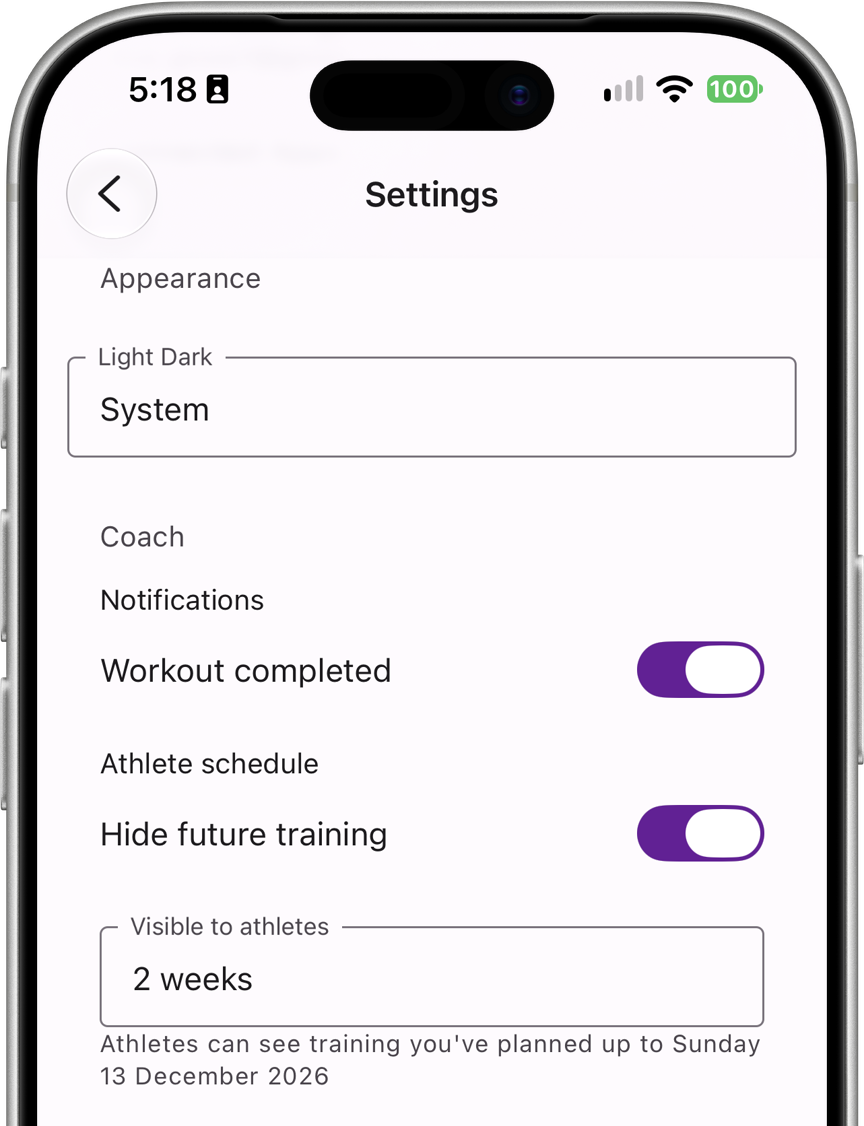 5:18
100
Settings
Appearance
Light Dark
System
Coach
Notifications
Workout completed
Athlete schedule
Hide future training
Visible to athletes
2 weeks
Athletes can see training you've planned up to Sunday
13 December 2026